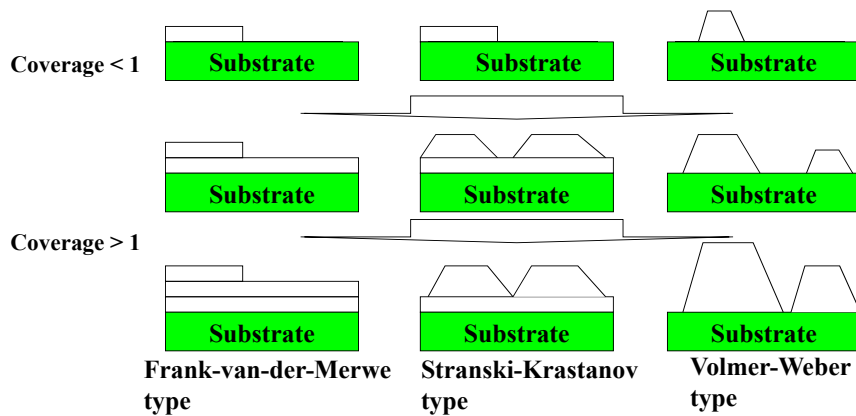 Coverage < 1
Substrate
Substrate
Substrate
Substrate
Substrate
Substrate
Coverage > 1
Substrate
Substrate
Substrate
Frank-van-der-Merwe
type
Stranski-Krastanov
type
Volmer-Weber
type